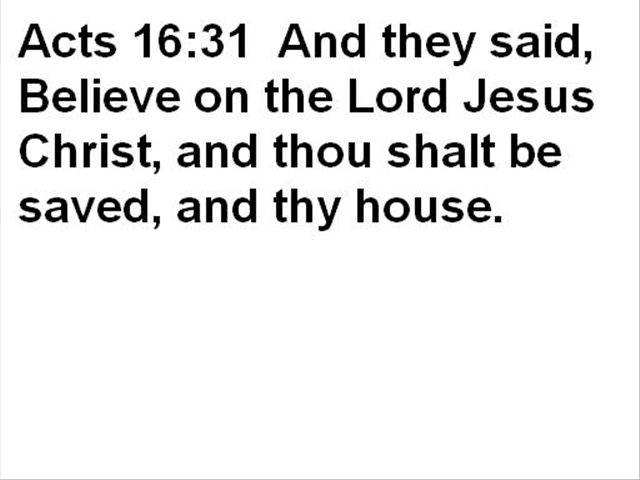 Acts 16:31  And they said,
Believe on the Lord Jesus
Christ, and thou shalt be
saved, and thy house.